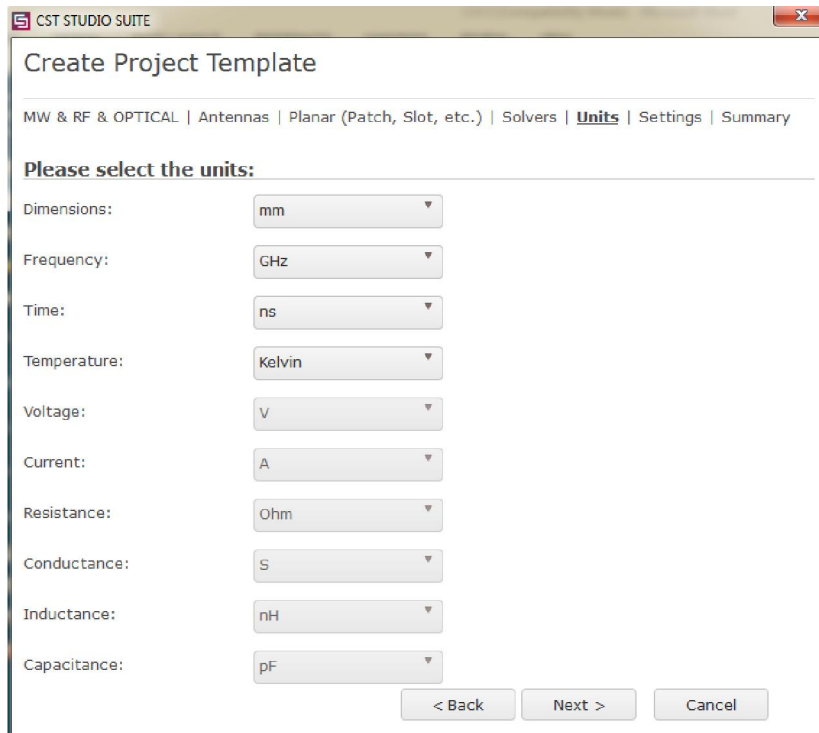 CST STUDIO SUITE
Create Project Template
MW & RF & OPTICAL | Antennas | Planar (Patch, Slot, etc.) | Solvers | Units | Settings | Summary
Please select the units:
Dimensions: mm
Frequency: GHz
Time: ns
Temperature: Kelvin
Voltage: V
Current: A
Resistance: Ohm
Conductance: S
Inductance: nH
Capacitance: pF
< Back Next > Cancel